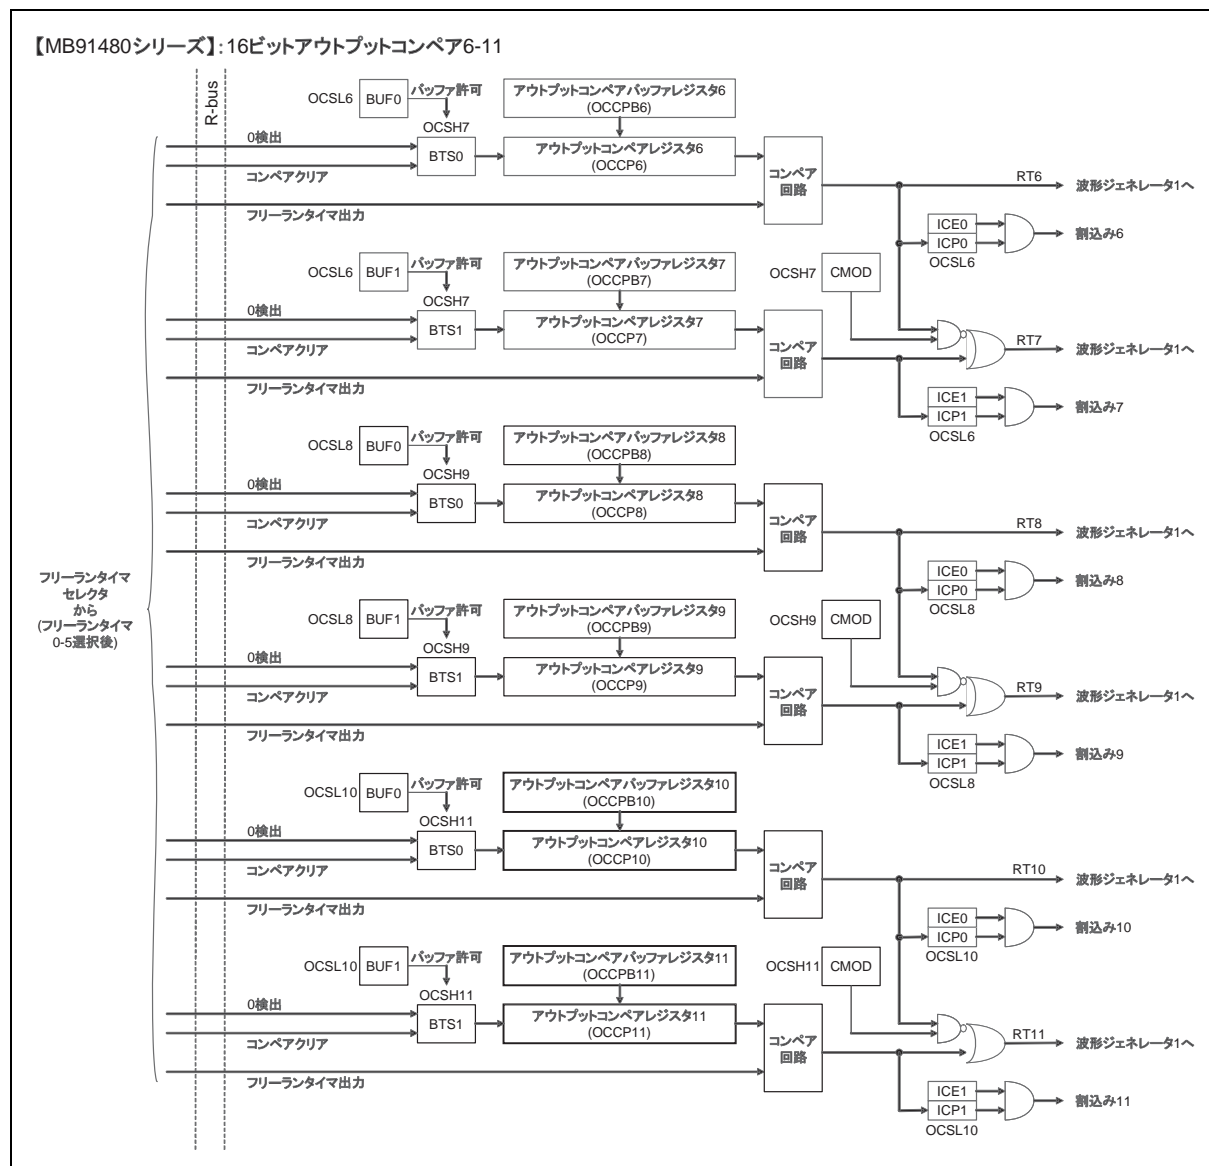 【MB91480シリーズ】:16ビットアウトプットコンペア6-11
R-bus
フリーランタイマ
セレクタ
から
(フリーランタイマ
0-5選択後)
OCSL6
BUF0
バッファ許可
OCSH7
アウトプットコンペアバッファレジスタ6
(OCCPB6)
0検出
BTS0
アウトプットコンペアレジスタ6
(OCCP6)
コンペアクリア
コンペア
回路
フリーランタイマ出力
RT6
波形ジェネレータ1へ
ICE0
ICP0
OCSL6
割込み6
OCSL6
BUF1
バッファ許可
OCSH7
アウトプットコンペアバッファレジスタ7
(OCCPB7)
OCSH7
CMOD
0検出
BTS1
アウトプットコンペアレジスタ7
(OCCP7)
コンペアクリア
コンペア
回路
フリーランタイマ出力
RT7
波形ジェネレータ1へ
ICE1
ICP1
OCSL6
割込み7
OCSL8
BUF0
バッファ許可
OCSH9
アウトプットコンペアバッファレジスタ8
(OCCPB8)
0検出
BTS0
アウトプットコンペアレジスタ8
(OCCP8)
コンペアクリア
コンペア
回路
フリーランタイマ出力
RT8
波形ジェネレータ1へ
ICE0
ICP0
OCSL8
割込み8
OCSL8
BUF1
バッファ許可
OCSH9
アウトプットコンペアバッファレジスタ9
(OCCPB9)
OCSH9
CMOD
0検出
BTS1
アウトプットコンペアレジスタ9
(OCCP9)
コンペアクリア
コンペア
回路
フリーランタイマ出力
RT9
波形ジェネレータ1へ
ICE1
ICP1
OCSL8
割込み9
OCSL10
BUF0
バッファ許可
OCSH11
アウトプットコンペアバッファレジスタ10
(OCCPB10)
0検出
BTS0
アウトプットコンペアレジスタ10
(OCCP10)
コンペアクリア
コンペア
回路
フリーランタイマ出力
RT10
波形ジェネレータ1へ
ICE0
ICP0
OCSL10
割込み10
OCSL10
BUF1
バッファ許可
OCSH11
アウトプットコンペアバッファレジスタ11
(OCCPB11)
OCSH11
CMOD
0検出
BTS1
アウトプットコンペアレジスタ11
(OCCP11)
コンペアクリア
コンペア
回路
フリーランタイマ出力
RT11
波形ジェネレータ1へ
ICE1
ICP1
OCSL10
割込み11